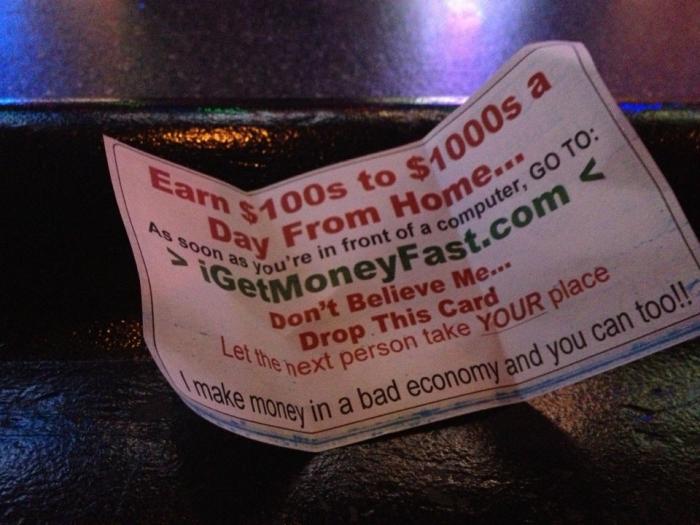 Earn $100s to $1000s a
Day From Home...
As soon as you're in front of a computer, GO TO:
> iGetMoneyFast.com <
Don't Believe Me...
Drop This Card
Let the next person take YOUR place
I make money in a bad economy and you can too!!